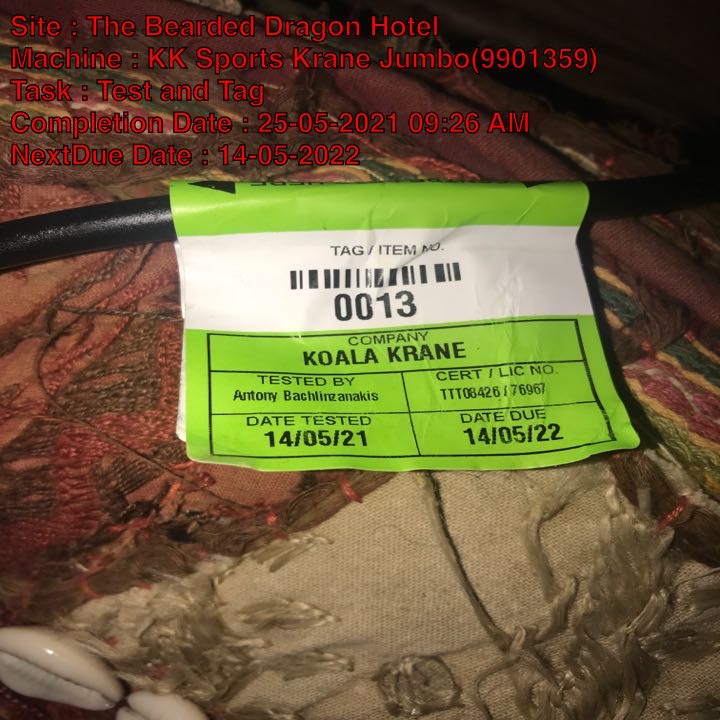 Site : The Bearded Dragon Hotel
Machine : KK Sports Krane Jumbo(9901359)
Task : Test and Tag
Completion Date : 25-05-2021 09:26 AM
NextDue Date : 14-05-2022
TAG / ITEM NO.
0013
COMPANY
KOALA KRANE
TESTED BY
Antony Bachlinzanakis
CERT / LIC NO.
TTT08426 / 76967
DATE TESTED
14/05/21
DATE DUE
14/05/22